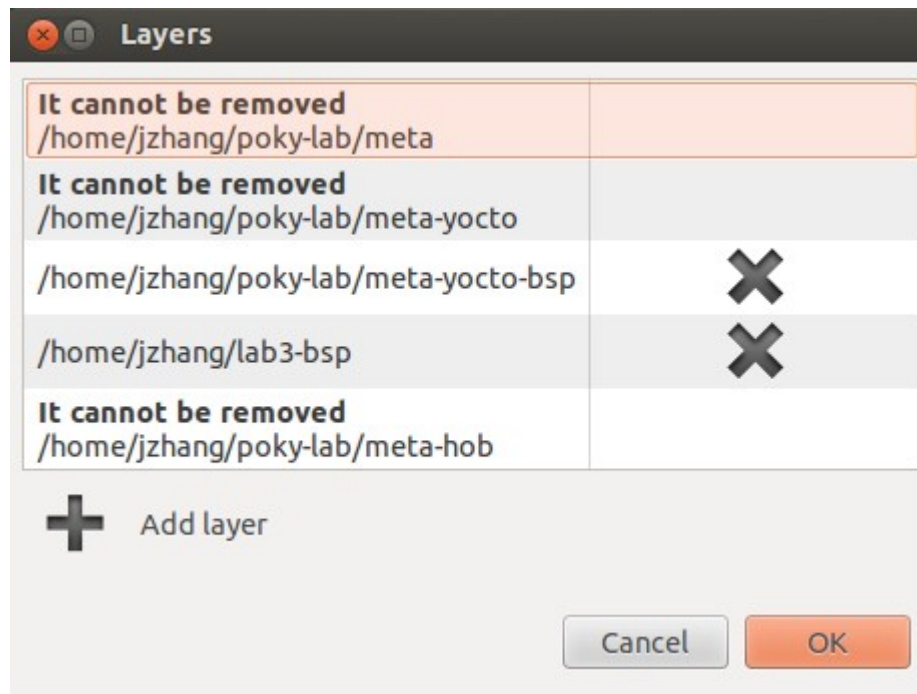 Layers
It cannot be removed
/home/jzhang/poky-lab/meta
It cannot be removed
/home/jzhang/poky-lab/meta-yocto
/home/jzhang/poky-lab/meta-yocto-bsp
/home/jzhang/lab3-bsp
It cannot be removed
/home/jzhang/poky-lab/meta-hob
Add layer
Cancel
OK